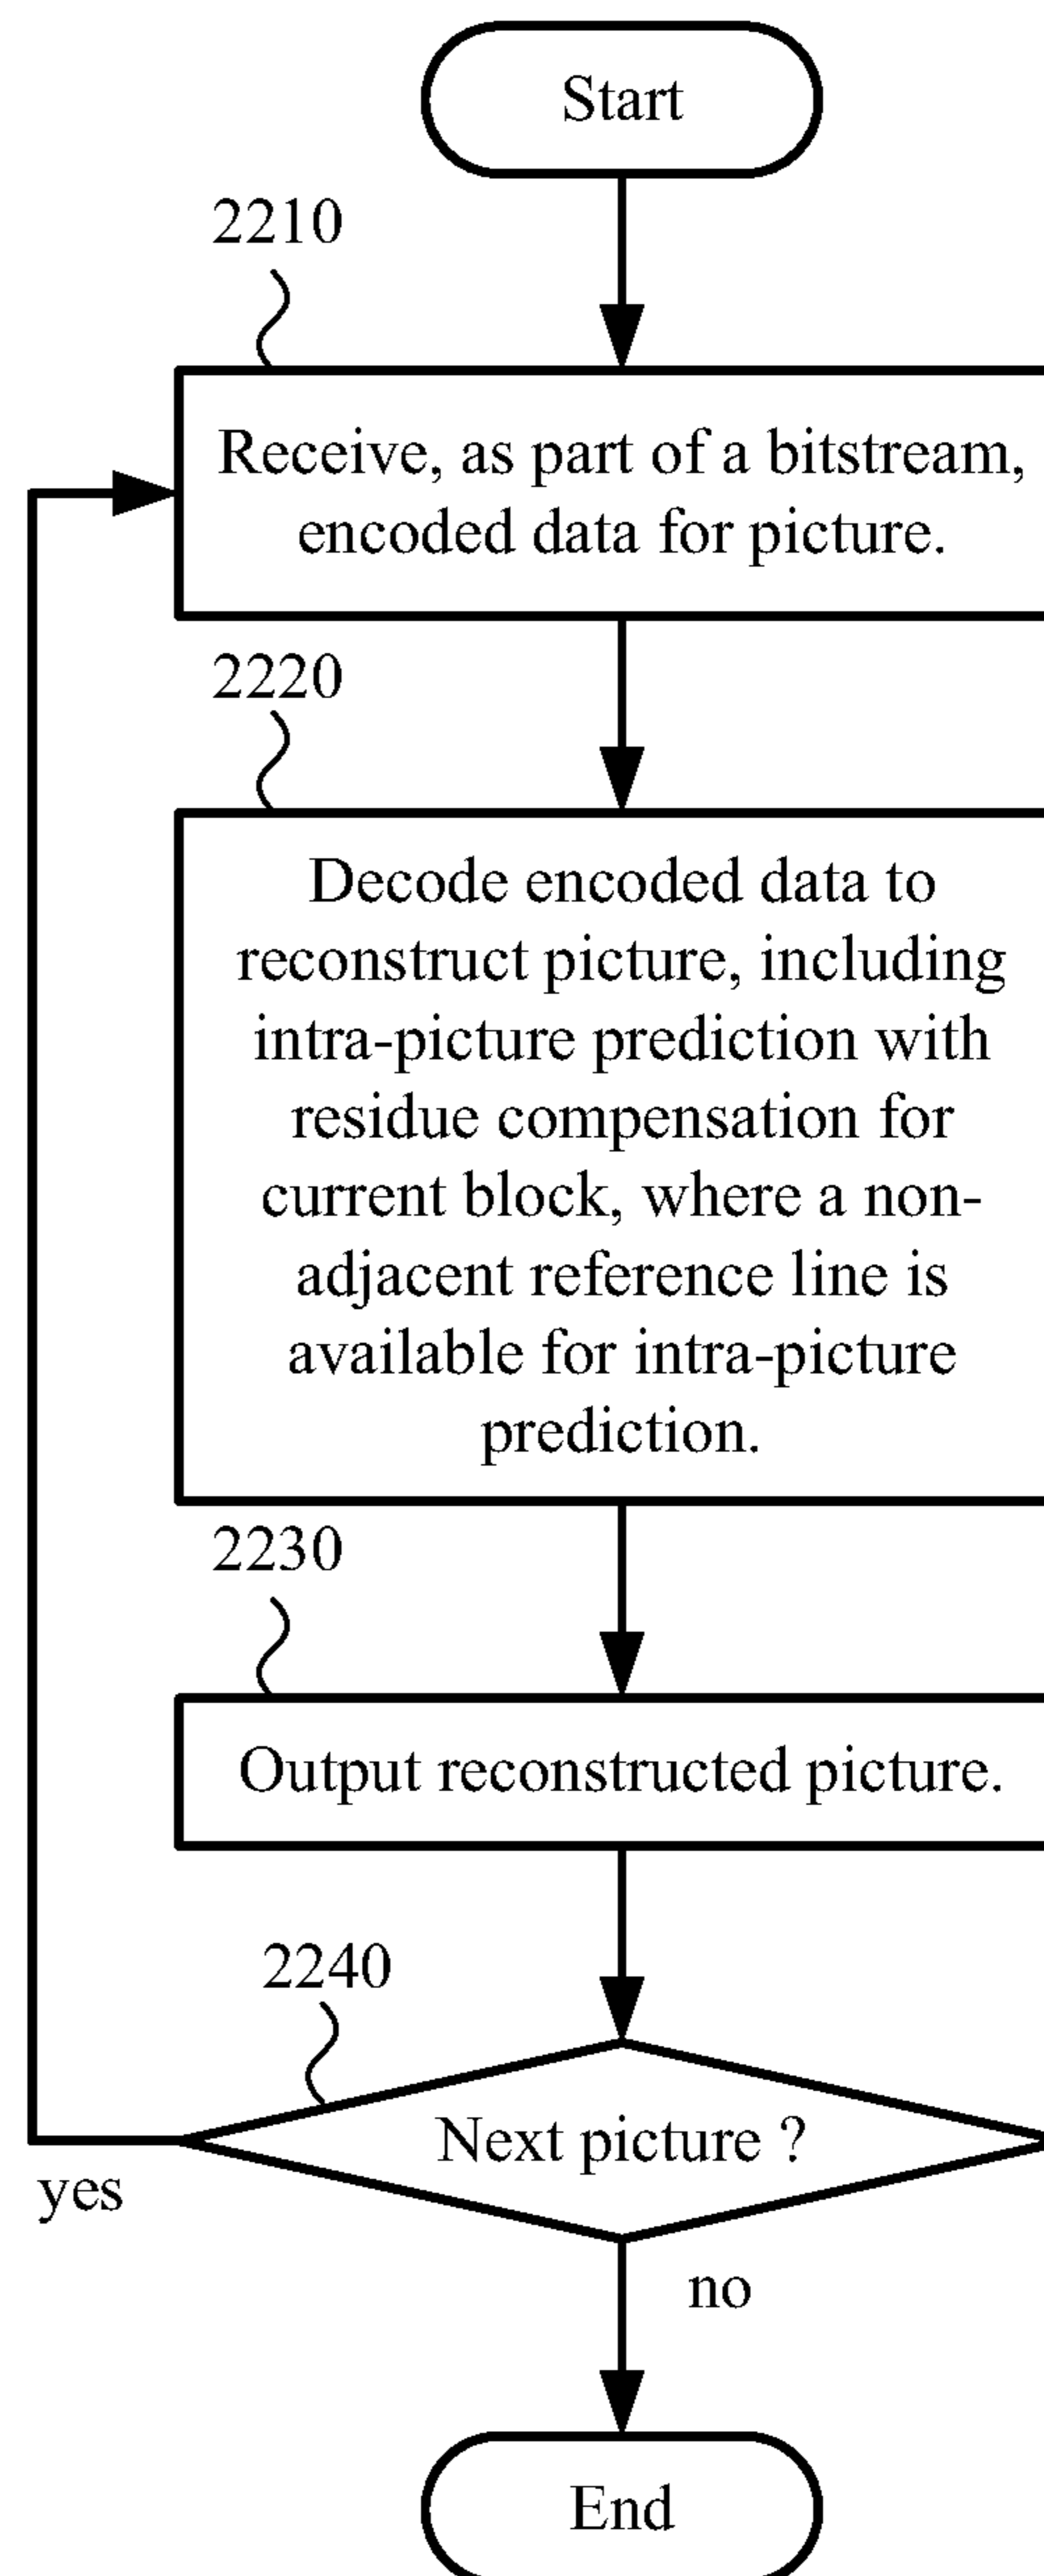 Start
2210
Receive, as part of a bitstream,
encoded data for picture.
2220
Decode encoded data to
reconstruct picture, including
intra-picture prediction with
residue compensation for
current block, where a non-
adjacent reference line is
available for intra-picture
prediction.
2230
Output reconstructed picture.
2240
Next picture ?
yes
no
End